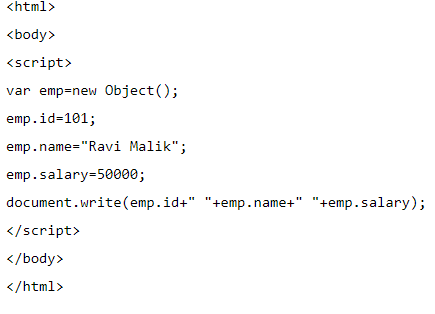 <html>
<body>
<script>
var emp=new Object();
emp.id=101;
emp.name="Ravi Malik";
emp.salary=50000;
document.write(emp.id+" "+emp.name+" "+emp.salary);
</script>
</body>
</html>